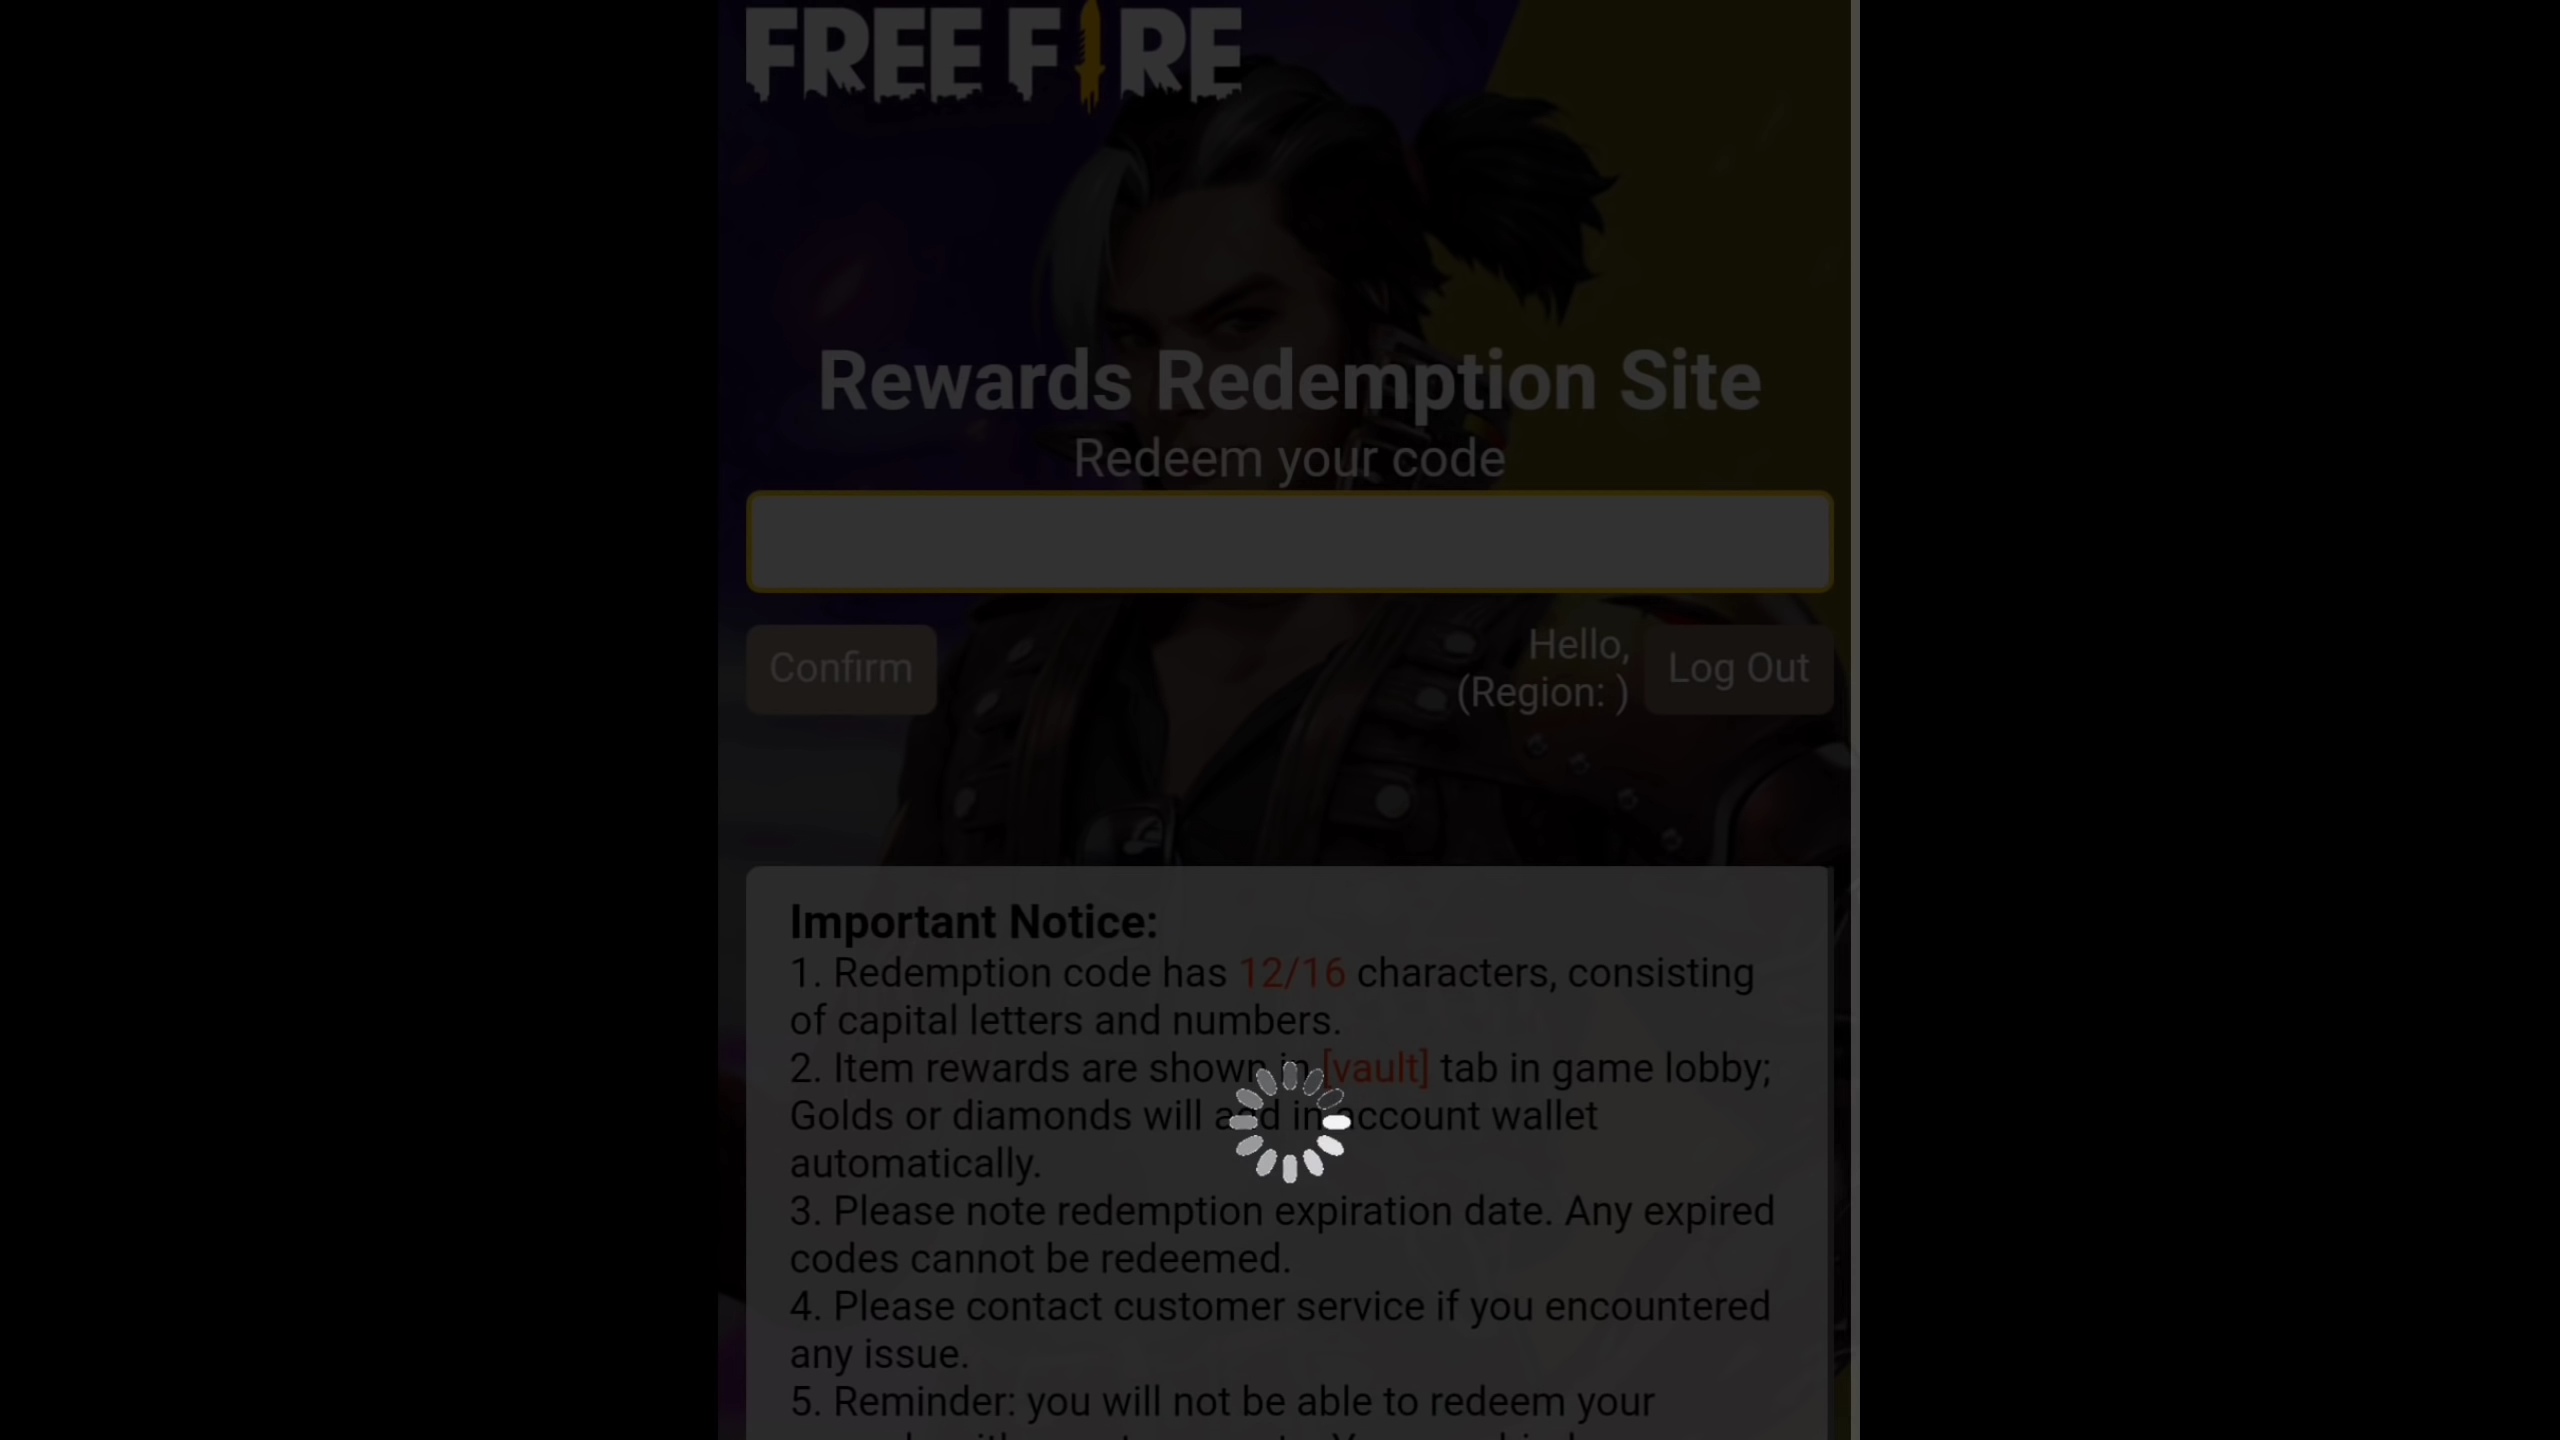 FREE FIRE
Rewards Redemption Site
Redeem your code
Confirm
Hello,
(Region: )
Log Out
Important Notice:
1. Redemption code has 12/16 characters, consisting
of capital letters and numbers.
2. Item rewards are shown in [vault] tab in game lobby;
Golds or diamonds will add in account wallet
automatically.
3. Please note redemption expiration date. Any expired
codes cannot be redeemed.
4. Please contact customer service if you encountered
any issue.
5. Reminder: you will not be able to redeem your